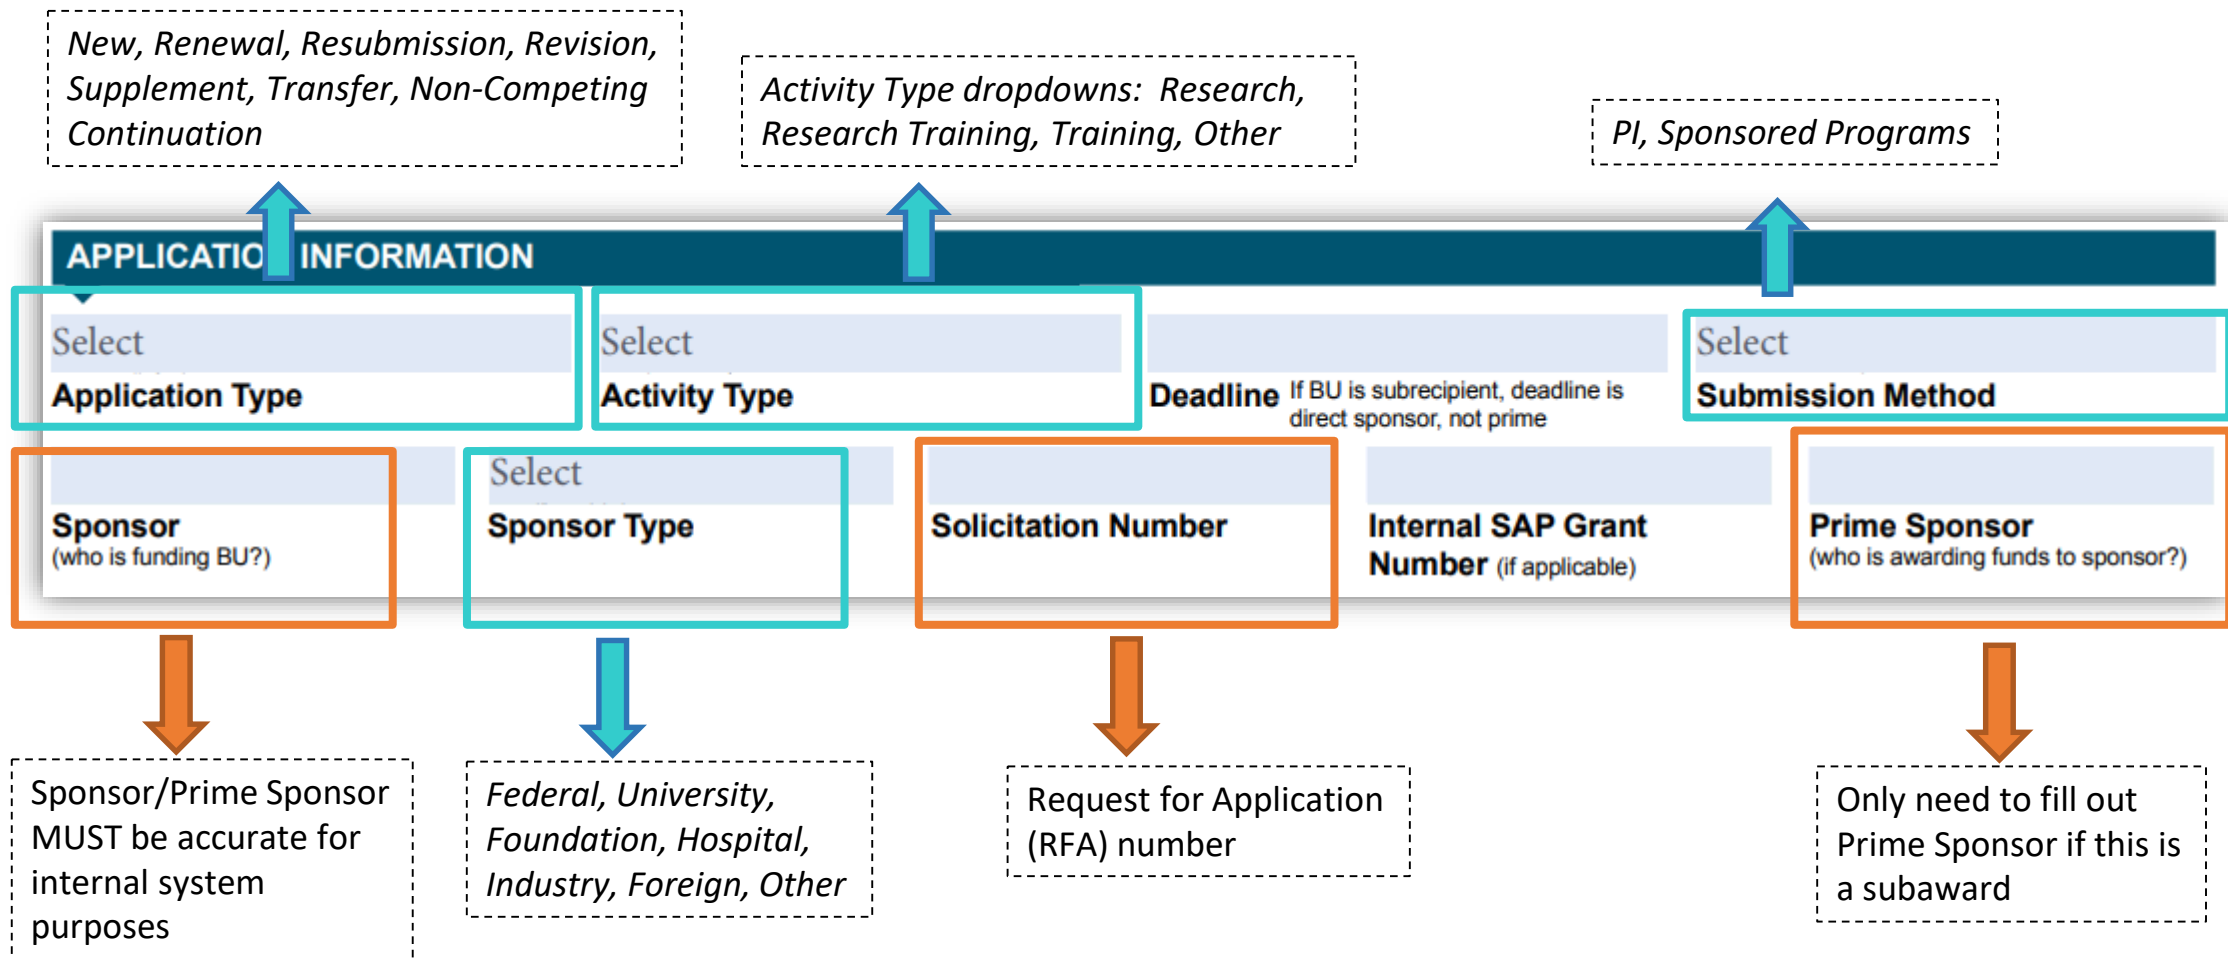 New, Renewal, Resubmission, Revision,
Supplement, Transfer, Non-Competing
Continuation
Activity Type dropdowns:  Research,
Research Training, Training, Other
PI, Sponsored Programs
APPLICATION INFORMATION
Select
Application Type
Select
Activity Type
Deadline If BU is subrecipient, deadline is
direct sponsor, not prime
Select
Submission Method
Sponsor
(who is funding BU?)
Select
Sponsor Type
Solicitation Number
Internal SAP Grant
Number (if applicable)
Prime Sponsor
(who is awarding funds to sponsor?)
Sponsor/Prime Sponsor
MUST be accurate for
internal system
purposes
Federal, University,
Foundation, Hospital,
Industry, Foreign, Other
Request for Application
(RFA) number
Only need to fill out
Prime Sponsor if this is
a subaward